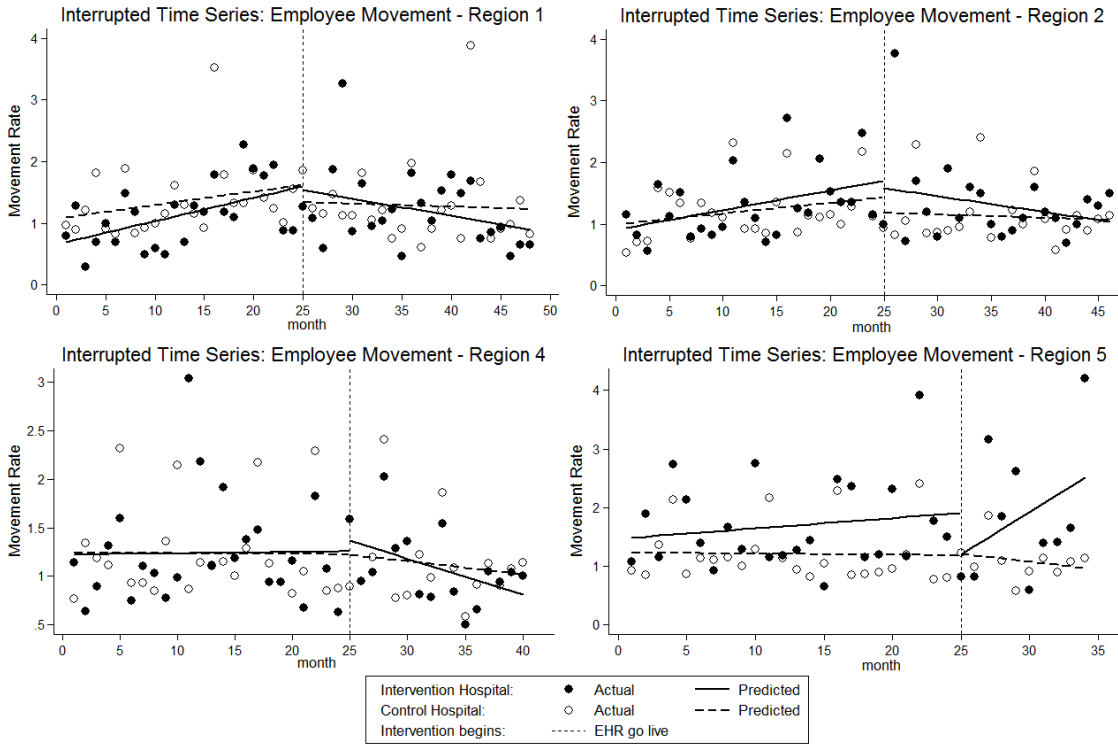 Interrupted Time Series: Employee Movement - Region 1
Movement Rate
4
3
2
1
0
0 5 10 15 20 25 30 35 40 45 50
month
Interrupted Time Series: Employee Movement - Region 2
Movement Rate
4
3
2
1
0
0 5 10 15 20 25 30 35 40 45
month
Interrupted Time Series: Employee Movement - Region 4
Movement Rate
3
2.5
2
1.5
1
.5
0 5 10 15 20 25 30 35 40
month
Interrupted Time Series: Employee Movement - Region 5
Movement Rate
4
3
2
1
0
0 5 10 15 20 25 30 35
month
Intervention Hospital: Actual Predicted
Control Hospital: Actual Predicted
Intervention begins: EHR go live